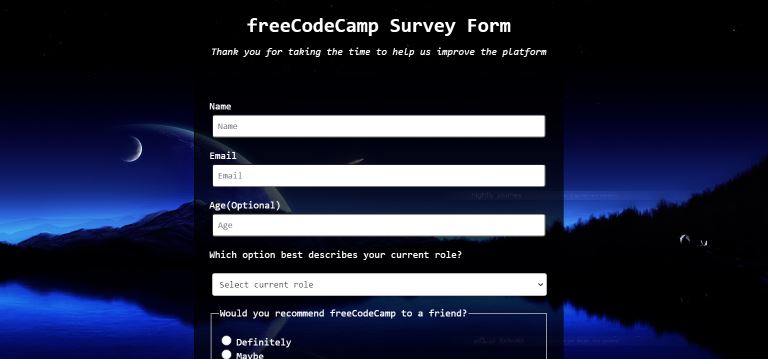 freeCodeCamp Survey Form
Thank you for taking the time to help us improve the platform
Name
Name
Email
Email
Age(Optional)
Age
Which option best describes your current role?
Select current role
Would you recommend freeCodeCamp to a friend?
Definitely
Maybe